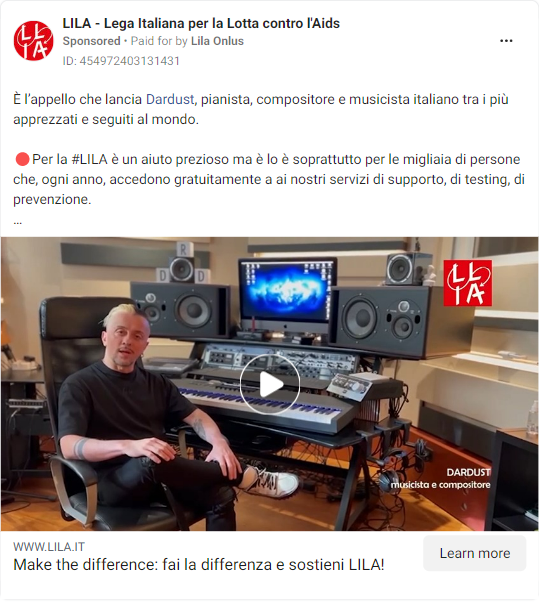 LILA - Lega Italiana per la Lotta contro l'Aids
Sponsored • Paid for by Lila Onlus
ID: 454972403131431
È l'appello che lancia Dardust, pianista, compositore e musicista italiano tra i più
apprezzati e seguiti al mondo.
🔴Per la #LILA è un aiuto prezioso ma è lo è soprattutto per le migliaia di persone
che, ogni anno, accedono gratuitamente a ai nostri servizi di supporto, di testing, di
prevenzione.
...
R
D D
LILA
DARDUST
musicista e compositore
WWW.LILA.IT
Make the difference: fai la differenza e sostieni LILA!
Learn more